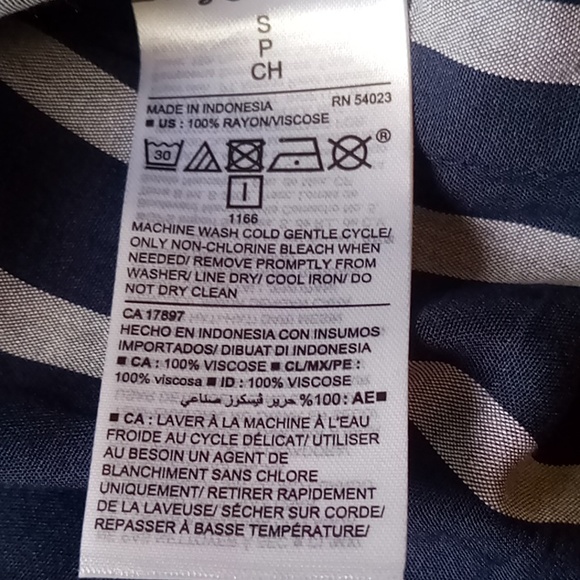 S
P
CH
MADE IN INDONESIA RN 54023
■ US : 100% RAYON/VISCOSE
30
®
1166
MACHINE WASH COLD GENTLE CYCLE/
ONLY NON-CHLORINE BLEACH WHEN
NEEDED/ REMOVE PROMPTLY FROM
WASHER/ LINE DRY/ COOL IRON/ DO
NOT DRY CLEAN
CA 17897
HECHO EN INDONESIA CON INSUMOS
IMPORTADOS/ DIBUAT DI INDONESIA
■ CA : 100% VISCOSE ■ CL/MX/PE :
100% viscosa ■ ID : 100% VISCOSE
■AE :100% حرير ڤيسكوز صناعي
■ CA : LAVER À LA MACHINE À L'EAU
FROIDE AU CYCLE DÉLICAT/ UTILISER
AU BESOIN UN AGENT DE
BLANCHIMENT SANS CHLORE
UNIQUEMENT/ RETIRER RAPIDEMENT
DE LA LAVEUSE/ SÉCHER SUR CORDE/
REPASSER À BASSE TEMPÉRATURE/